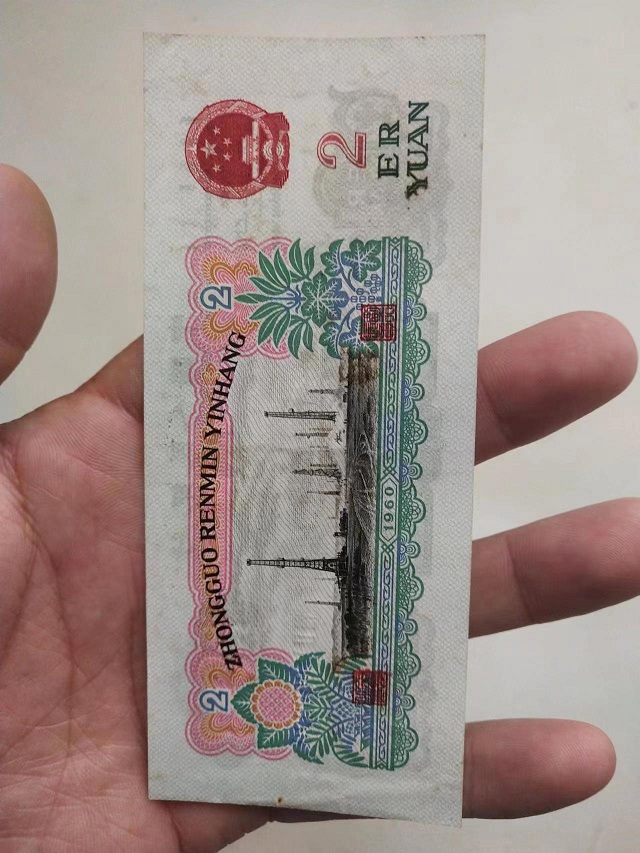 ZHONGGUO RENMIN YINHANG
2
2
1960
2
ER
YUAN